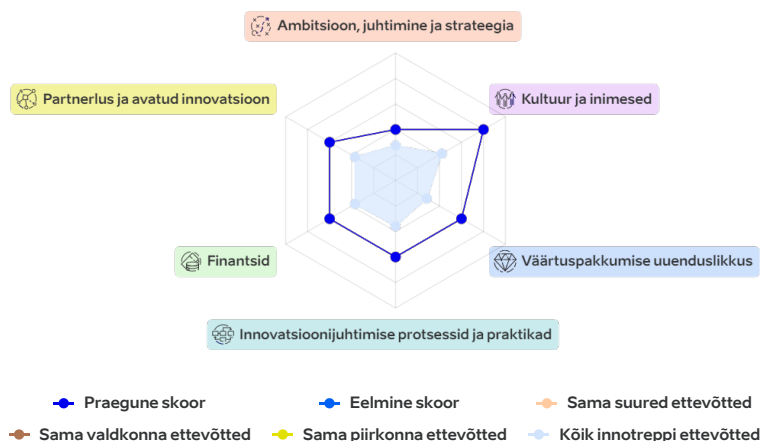 Ambitsioon, juhtimine ja strateegia
Partnerlus ja avatud innovatsioon
Kultuur ja inimesed
Finantsid
Väärtuspakkumise uuenduslikkus
Innovatsioonijuhtimise protsessid ja praktikad
Praegune skoor
Eelmine skoor
Sama suured ettevõtted
Sama valdkonna ettevõtted
Sama piirkonna ettevõtted
Kõik innotreppi ettevõtted